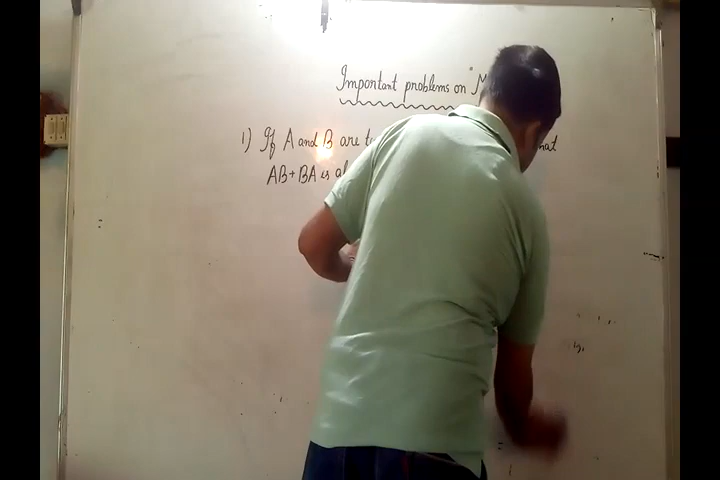 Important problems on M
1) If A and B are that
AB+BA is